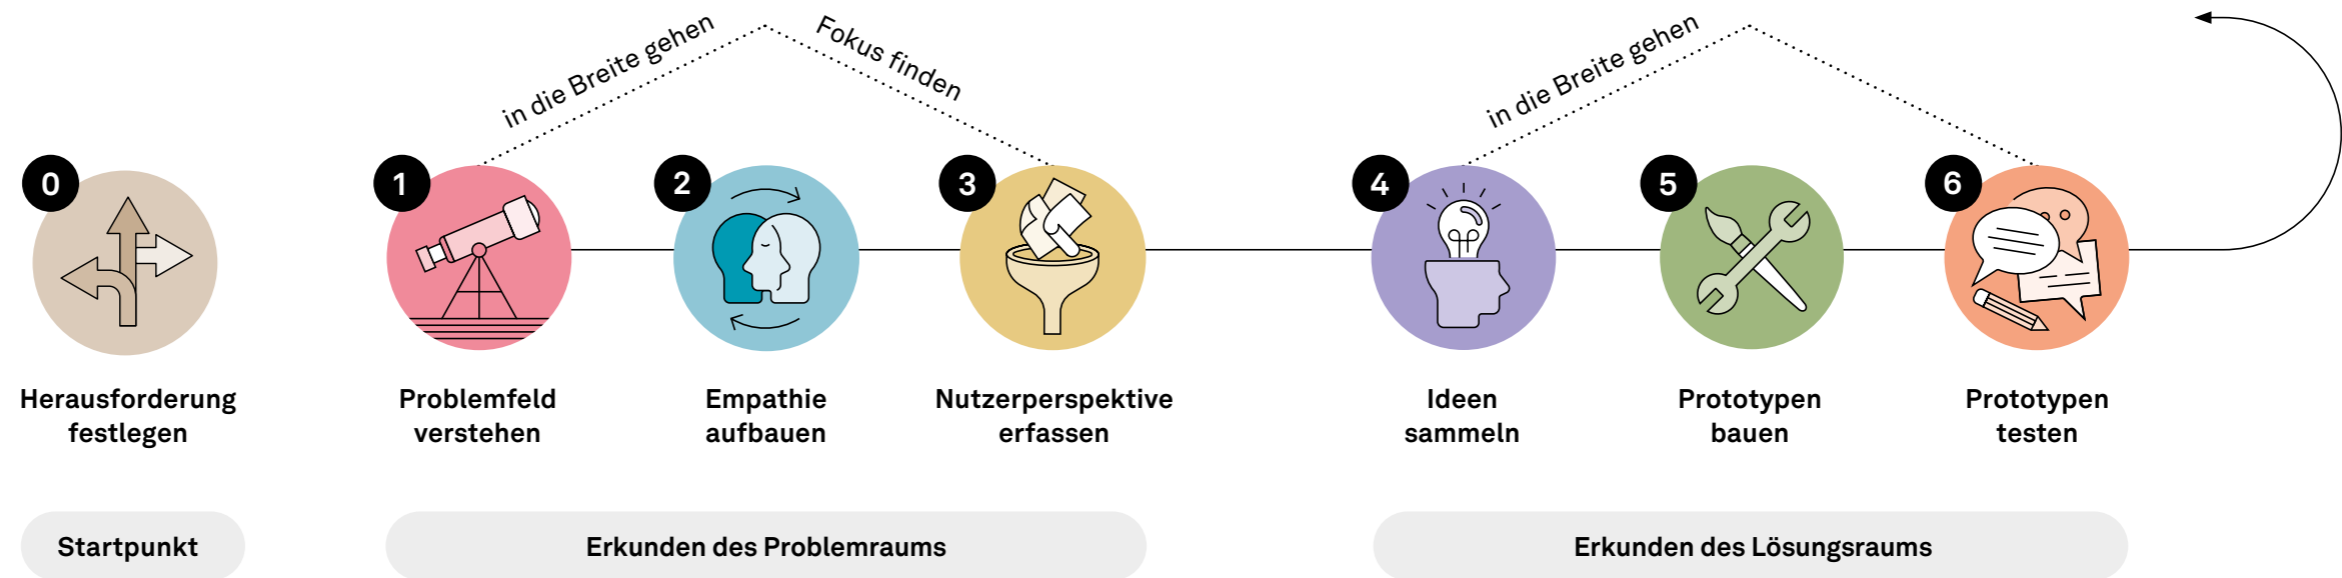 in die Breite gehen
Fokus finden
in die Breite gehen
0
1
2
3
4
5
6
Herausforderung
festlegen
Problemfeld
verstehen
Empathie
aufbauen
Nutzerperspektive
erfassen
Ideen
sammeln
Prototypen
bauen
Prototypen
testen
Startpunkt
Erkunden des Problemraums
Erkunden des Lösungsraums